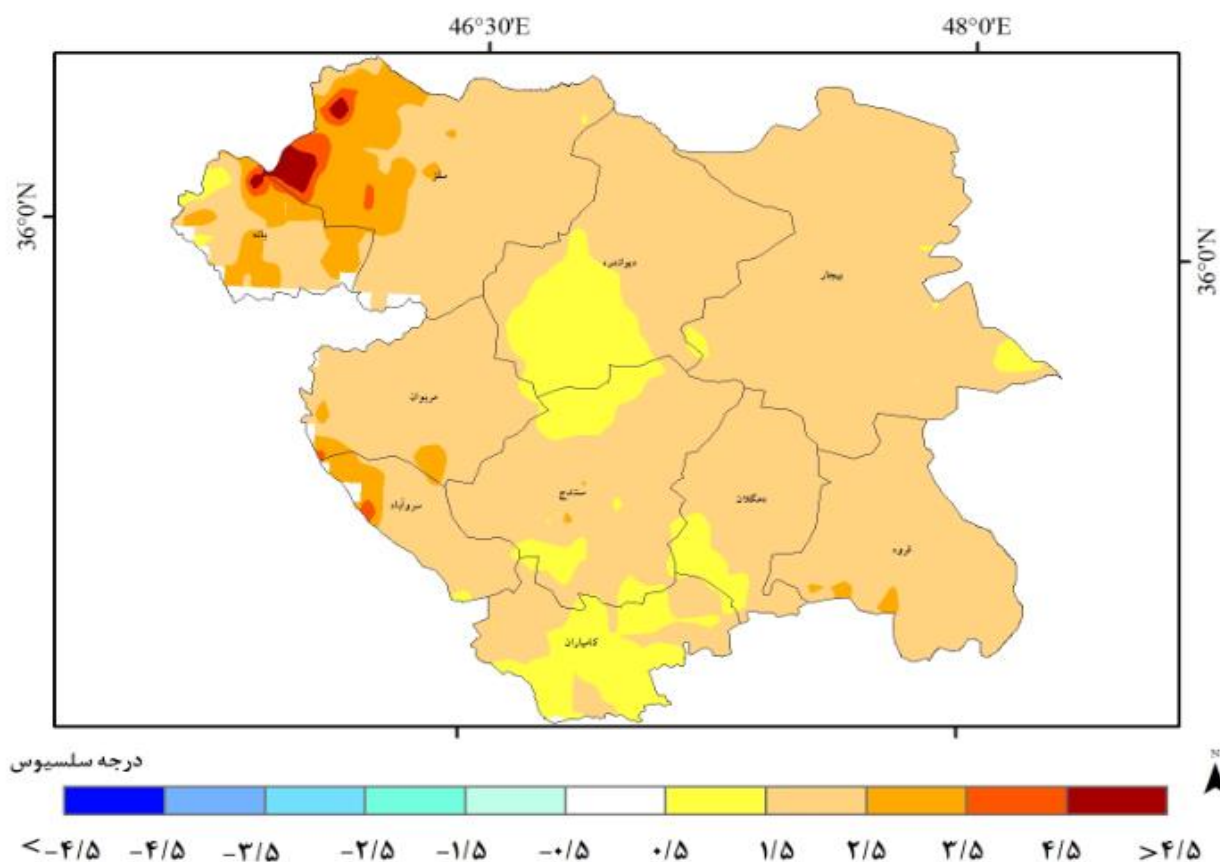 46°30'E 48°0'E
36°0'N
36°0'N
سقز
بانه
دیواندره
بیجار
مریوان
سنندج
دهگلان
سروآباد
قروه
کامیاران
درجه سلسیوس
N
<-۴/۵ -۴/۵ -۳/۵ -۲/۵ -۱/۵ -۰/۵ ۰/۵ ۱/۵ ۲/۵ ۳/۵ ۴/۵ >۴/۵